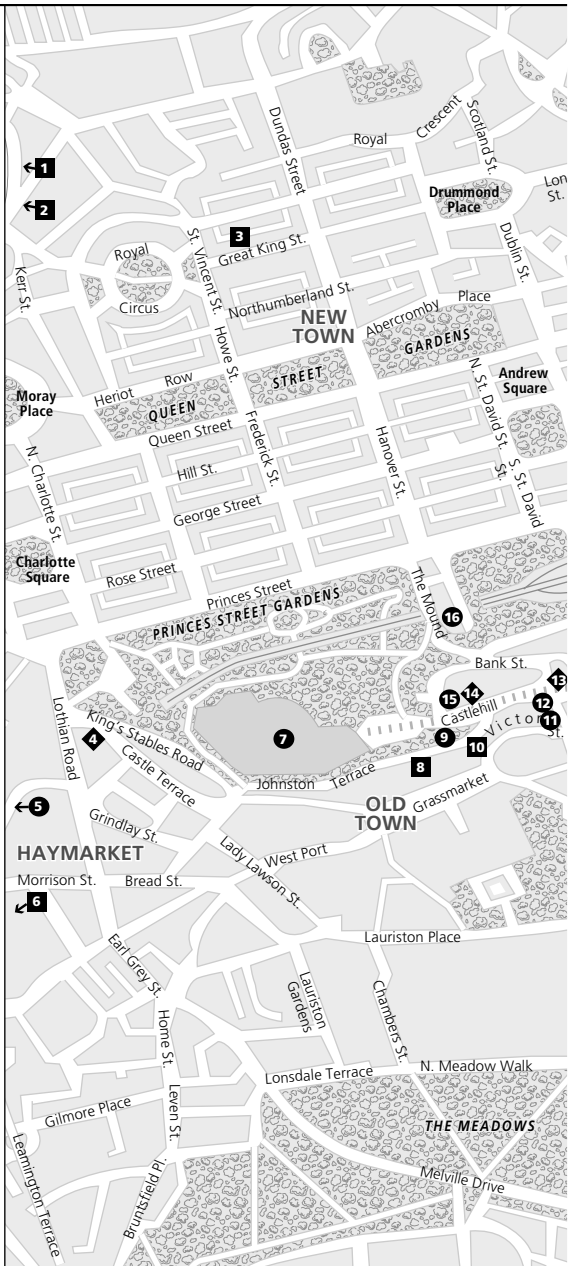 Dundas Street
Royal
Crescent
Scotland St.
1
2
Drummond
Place
Lon
St.
3
Royal
Circus
St. Vincent St.
Great King St.
Dublin St.
Kerr St.
Northumberland St.
NEW
TOWN
Abercromby
Place
GARDENS
Howe St.
Moray
Place
Heriot
Row
QUEEN
STREET
N. St. David St.
Andrew
Square
Queen Street
Frederick St.
Hanover St.
Hill St.
N. Charlotte St.
George Street
S. St. David
St.
Charlotte
Square
Rose Street
Princes Street
PRINCES STREET GARDENS
The Mound
16
Bank St.
13
14
15
12
Castlehill
11
Victor
St.
Lothian Road
King's Stables Road
4
7
9
10
Castle Terrace
8
Johnston
Terrace
5
Grassmarket
OLD
TOWN
Grindlay St.
HAYMARKET
Lady Lawson St.
West Port
Morrison St.
Bread St.
6
Lauriston Place
Earl Grey St.
Lauriston
Gardens
Chambers St.
Home St.
Lonsdale Terrace
N. Meadow Walk
Leven St.
Gilmore Place
THE MEADOWS
Leamington Terrace
Bruntsfield Pl.
Melville Drive